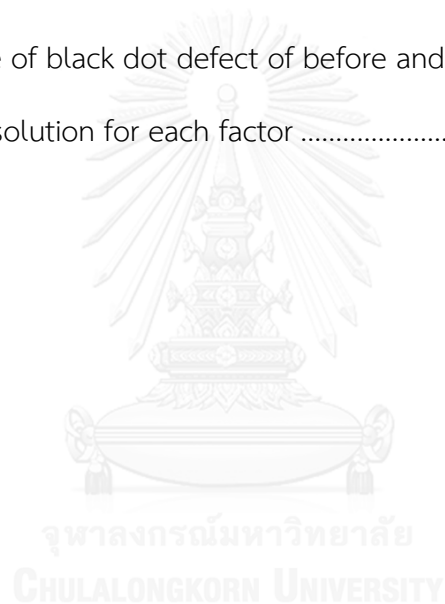 of black dot defect of before and
solution for each factor .....................
จุฬาลงกรณ์มหาวิทยาลัย
CHULALONGKORN UNIVERSITY